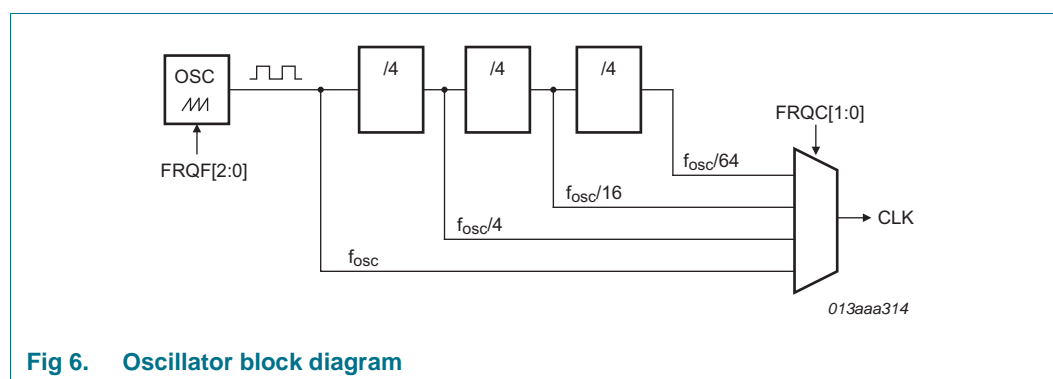 OSC
/4
/4
/4
FRQF[2:0]
FRQC[1:0]
fosc/64
fosc/16
fosc/4
fosc
CLK
013aaa314
Fig 6. Oscillator block diagram